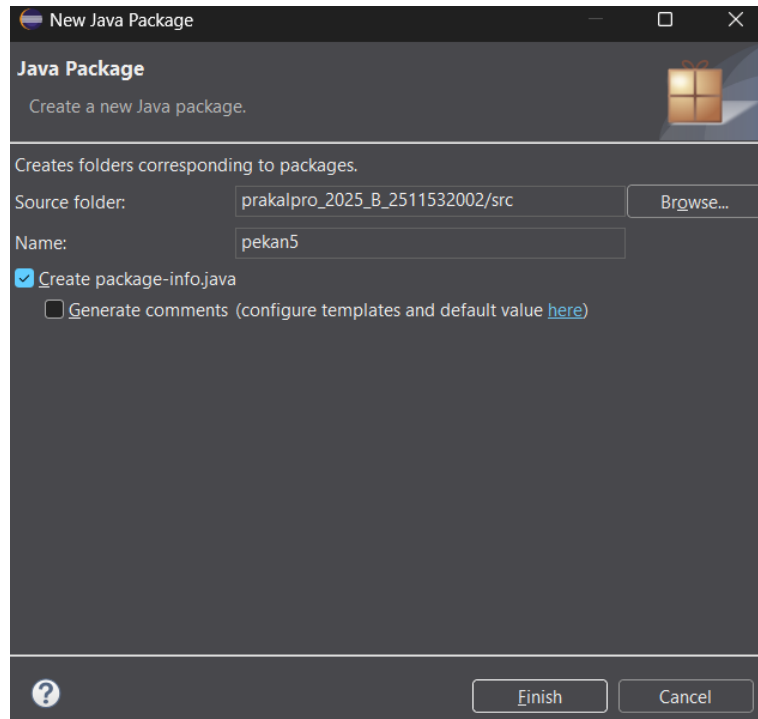 New Java Package
Java Package
Create a new Java package.
Creates folders corresponding to packages.
Source folder: prakalpro_2025_B_2511532002/src Browse...
Name: pekan5
Create package-info.java
Generate comments (configure templates and default value here)
? Finish Cancel